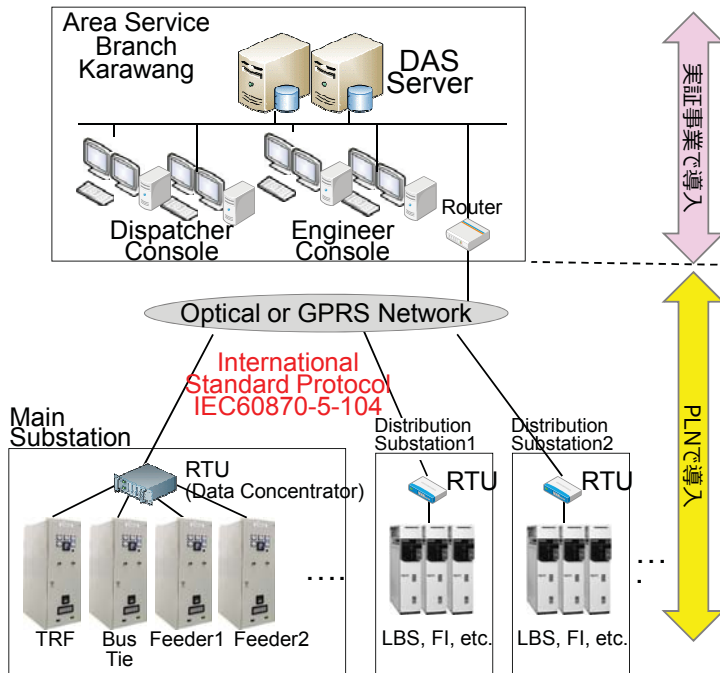 Area Service
Branch
Karawang
DAS
Server
Dispatcher
Console
Engineer
Console
Router
実証事業で導入
Optical or GPRS Network
International
Standard Protocol
IEC60870-5-104
Main
Substation
RTU
(Data Concentrator)
TRF
Bus
Tie
Feeder1
Feeder2
....
Distribution
Substation1
RTU
LBS, FI, etc.
Distribution
Substation2
RTU
LBS, FI, etc.
...
.
PLNで導入